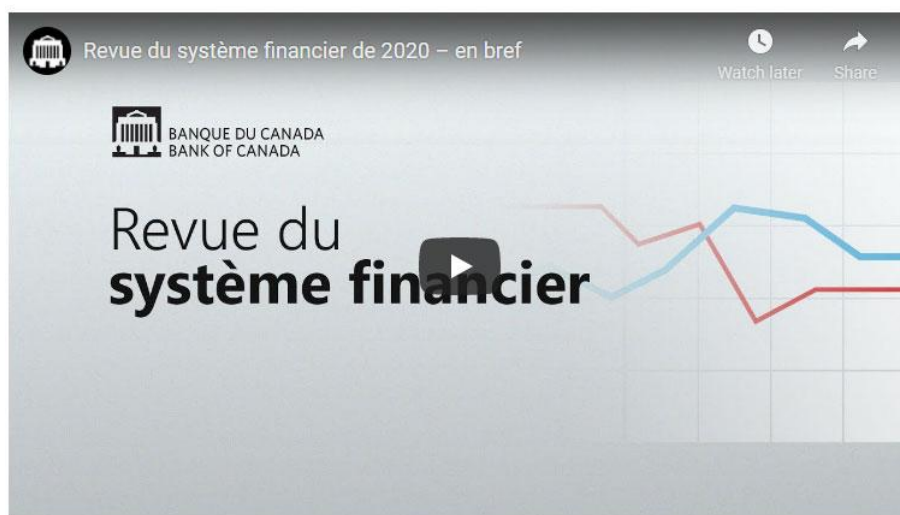 Revue du système financier de 2020 – en bref
Watch later
Share
BANQUE DU CANADA
BANK OF CANADA
Revue du
système financier